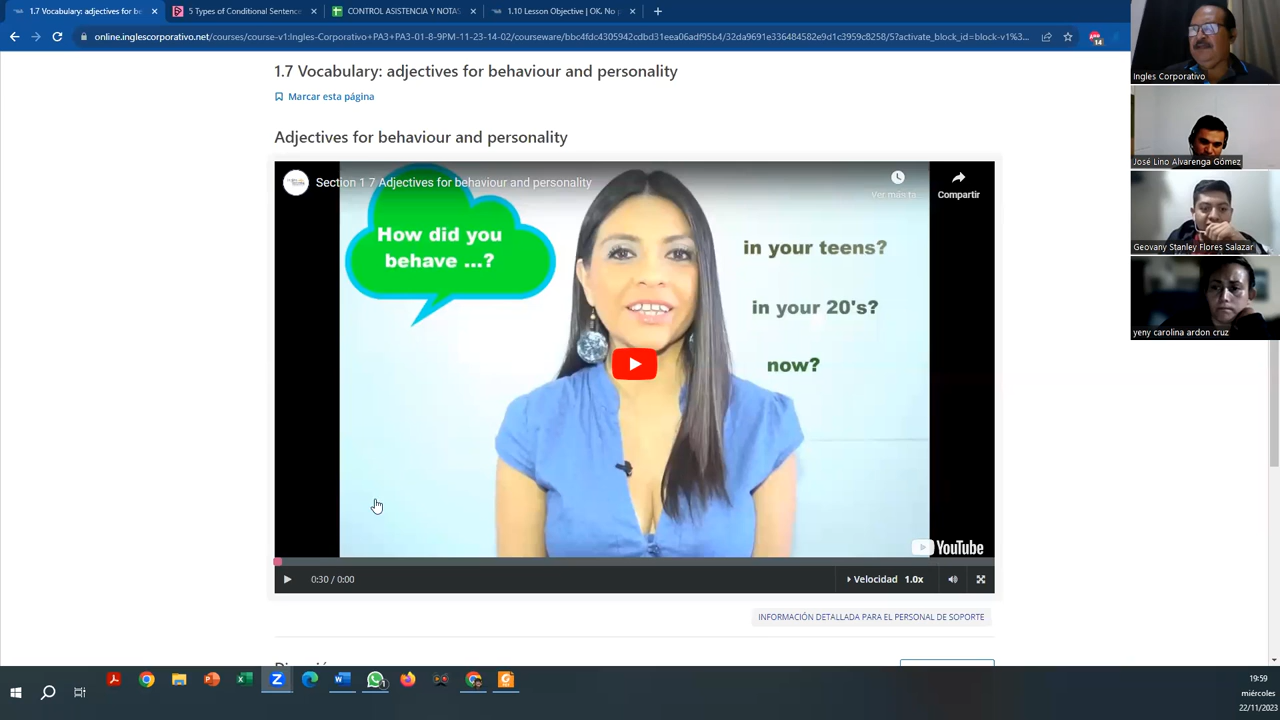 1.7 Vocabulary: adjectives for be
5 Types of Conditional Sentence
CONTROL ASISTENCIA Y NOTAS
1.10 Lesson Objective | OK. No p
online.inglescorporativo.net/courses/course-v1:Ingles-Corporativo+PA3+PA3-01-8-9PM-11-23-14-02/courseware/bbc4fdc4305942cdbd31eea06adf95b4/32da9691e336484582e9d1c3959c8258/5?activate_block_id=block-v1%3...
14
1.7 Vocabulary: adjectives for behaviour and personality
Marcar esta página
Adjectives for behaviour and personality
Section 1 7 Adjectives for behaviour and personality
Ver más ta
Compartir
How did you
behave ...?
in your teens?
in your 20's?
now?
YouTube
0:30 / 0:00
Velocidad 1.0x
INFORMACIÓN DETALLADA PARA EL PERSONAL DE SOPORTE
Ingles Corporativo
José Lino Alvarenga Gómez
Geovany Stanley Flores Salazar
yeny carolina ardon cruz
19:59
miércoles
22/11/2023